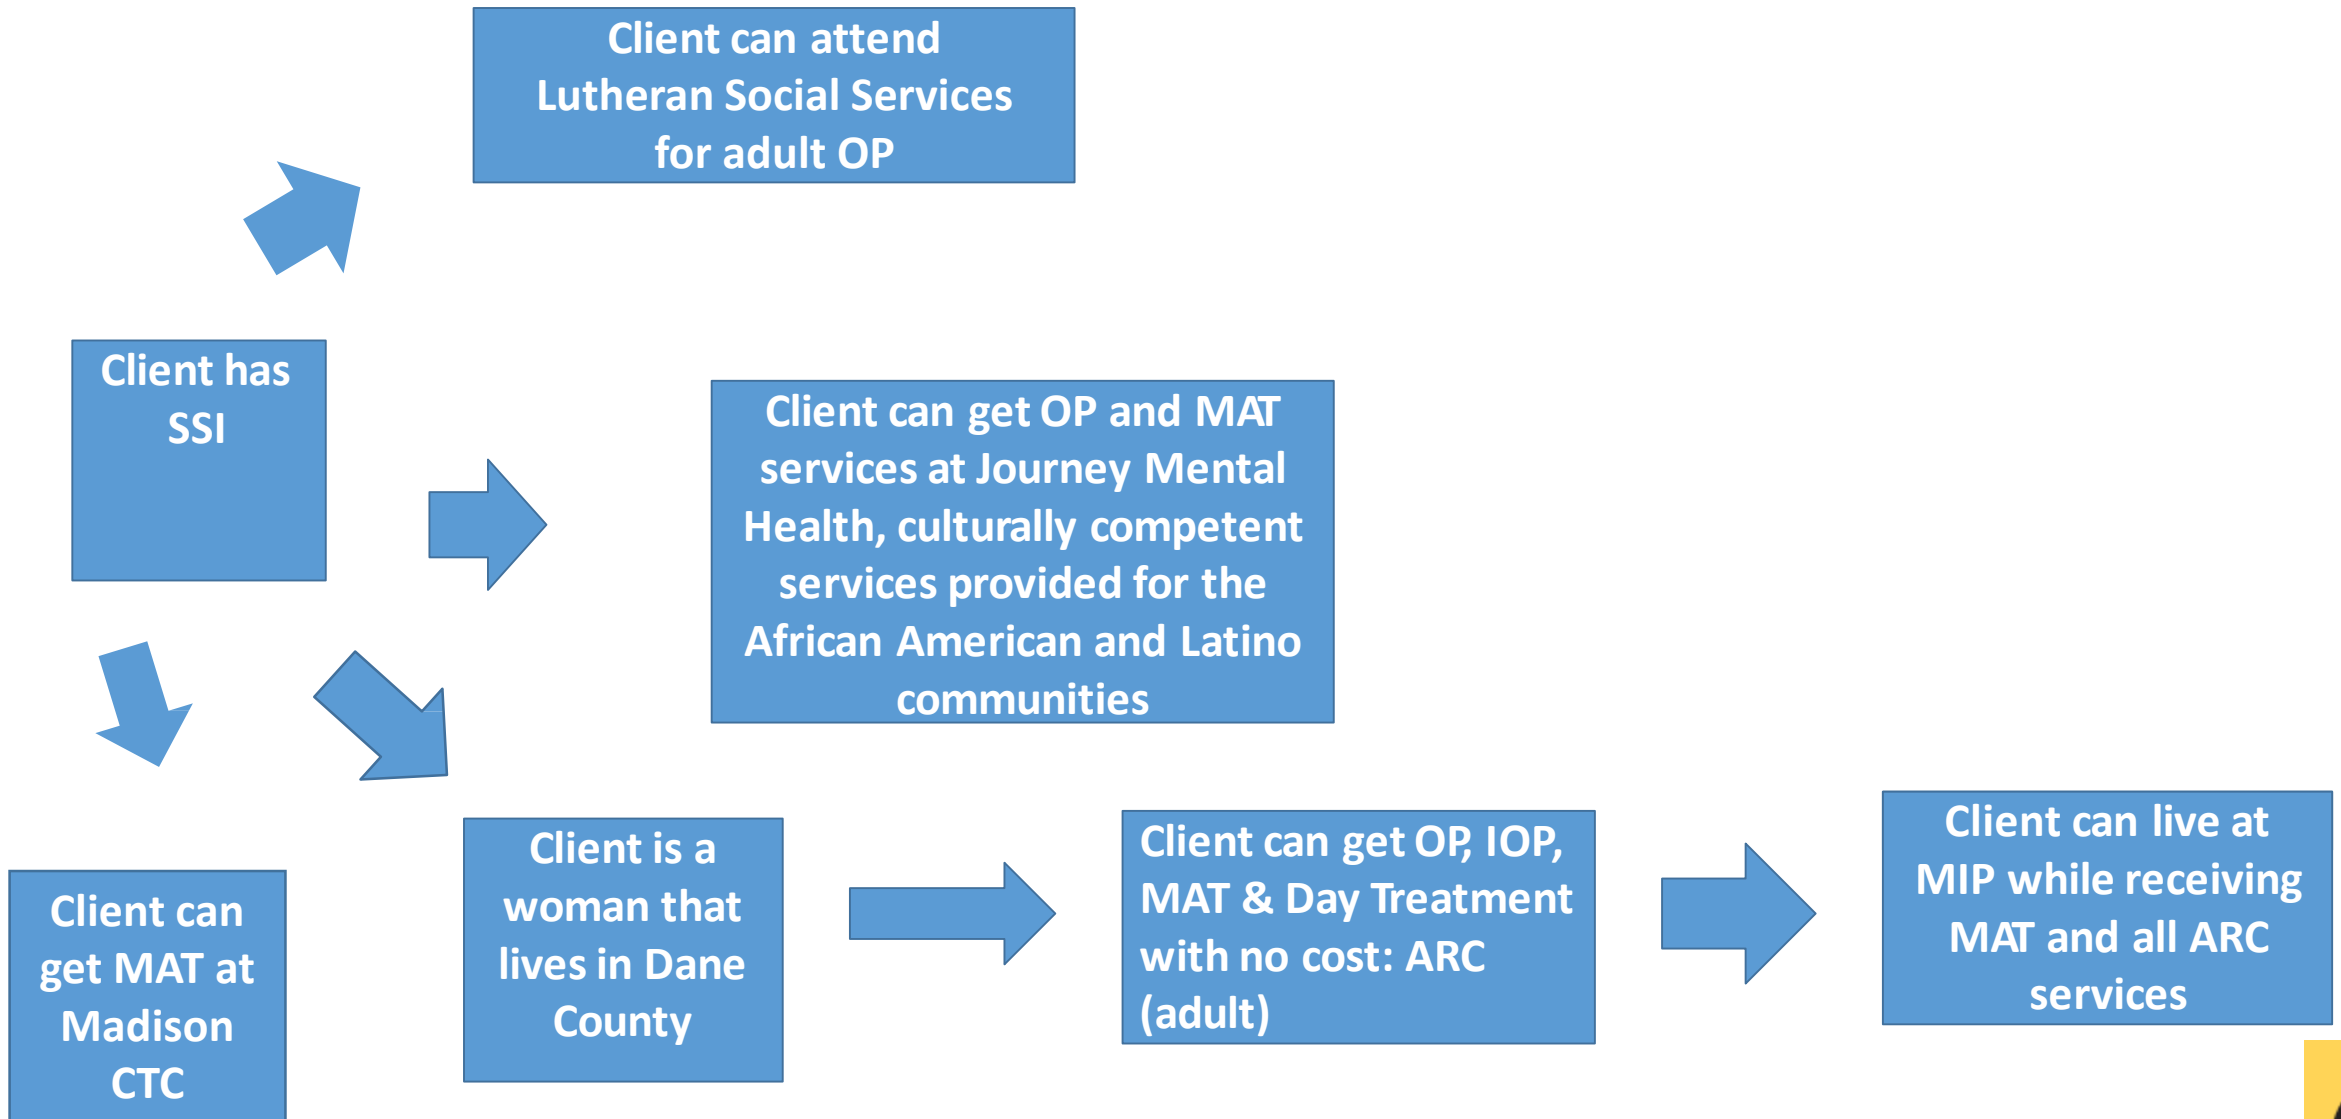 Client can attend
Lutheran Social Services
for adult OP
Client has
SSI
Client can get OP and MAT
services at Journey Mental
Health, culturally competent
services provided for the
African American and Latino
communities
Client can
get MAT at
Madison
CTC
Client is a
woman that
lives in Dane
County
Client can get OP, IOP,
MAT & Day Treatment
with no cost: ARC
(adult)
Client can live at
MIP while receiving
MAT and all ARC
services